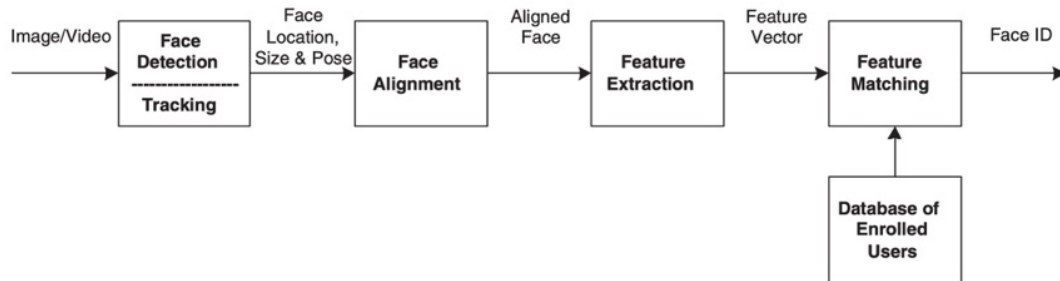 Image/Video
Face
Detection
Tracking
Face
Location,
Size & Pose
Face
Alignment
Aligned
Face
Feature
Extraction
Feature
Vector
Feature
Matching
Face ID
Database of
Enrolled
Users